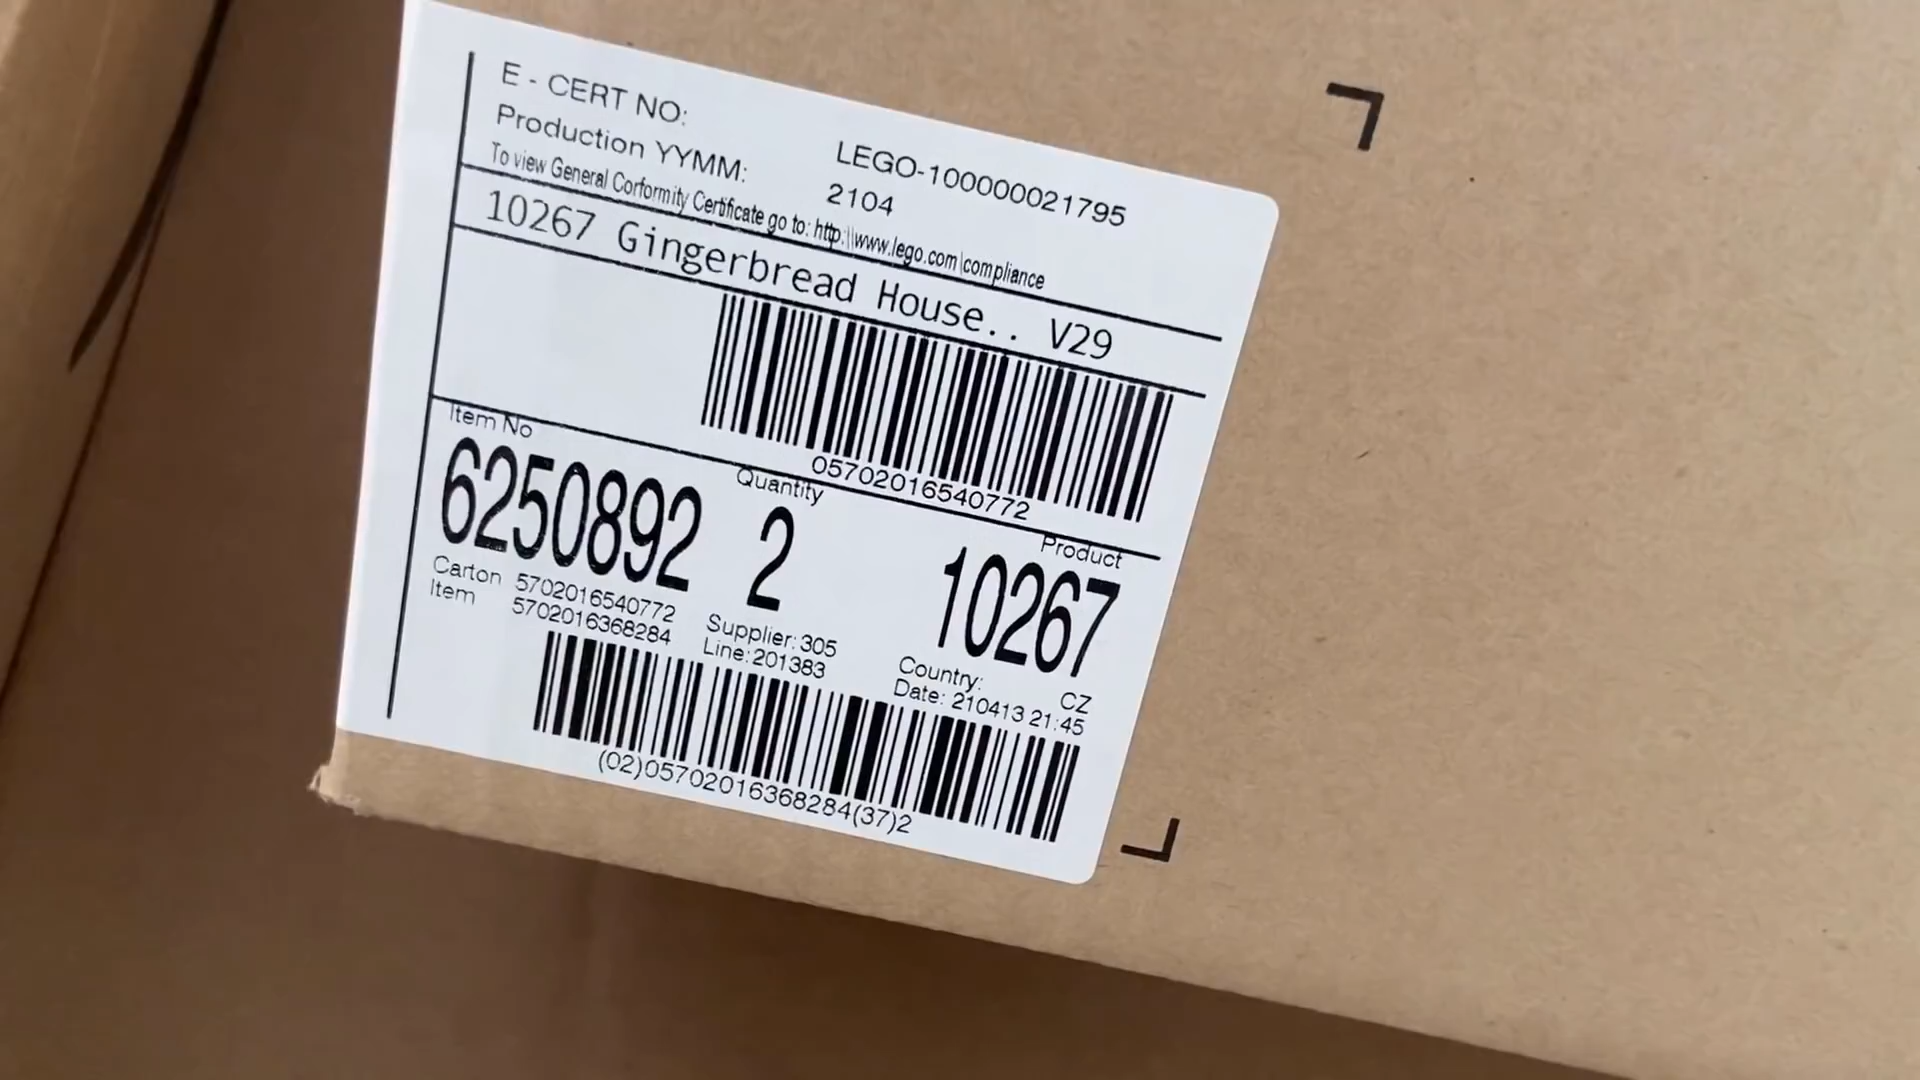 E - CERT NO: LEGO-100000021795
Production YYMM: 2104
To view General Corformity Certificate go to: http:\\www.lego.com\compliance
10267 Gingerbread House.. V29
05702016540772
Item No Quantity Product
6250892 2 10267
Carton 5702016540772 Supplier:305 Country: CZ
Item 5702016368284 Line:201383 Date: 210413 21:45
(02)05702016368284(37)2